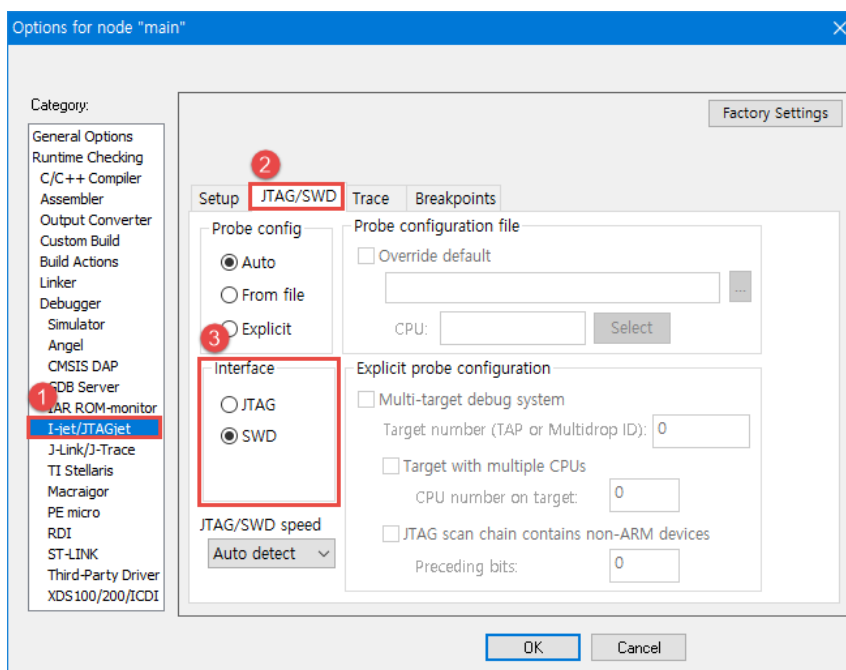 Options for node "main"
Category:
Factory Settings
General Options
Runtime Checking
C/C++ Compiler
Assembler
Output Converter
Custom Build
Build Actions
Linker
Debugger
Simulator
Angel
CMSIS DAP
GDB Server
IAR ROM-monitor
I-jet/JTAGjet
J-Link/J-Trace
TI Stellaris
Macraigor
PE micro
RDI
ST-LINK
Third-Party Driver
XDS100/200/ICDI
1
2
Setup JTAG/SWD Trace Breakpoints
Probe config
Auto
From file
Explicit
3
Interface
JTAG
SWD
JTAG/SWD speed
Auto detect
Probe configuration file
Override default
...
CPU: Select
Explicit probe configuration
Multi-target debug system
Target number (TAP or Multidrop ID): 0
Target with multiple CPUs
CPU number on target: 0
JTAG scan chain contains non-ARM devices
Preceding bits: 0
OK Cancel